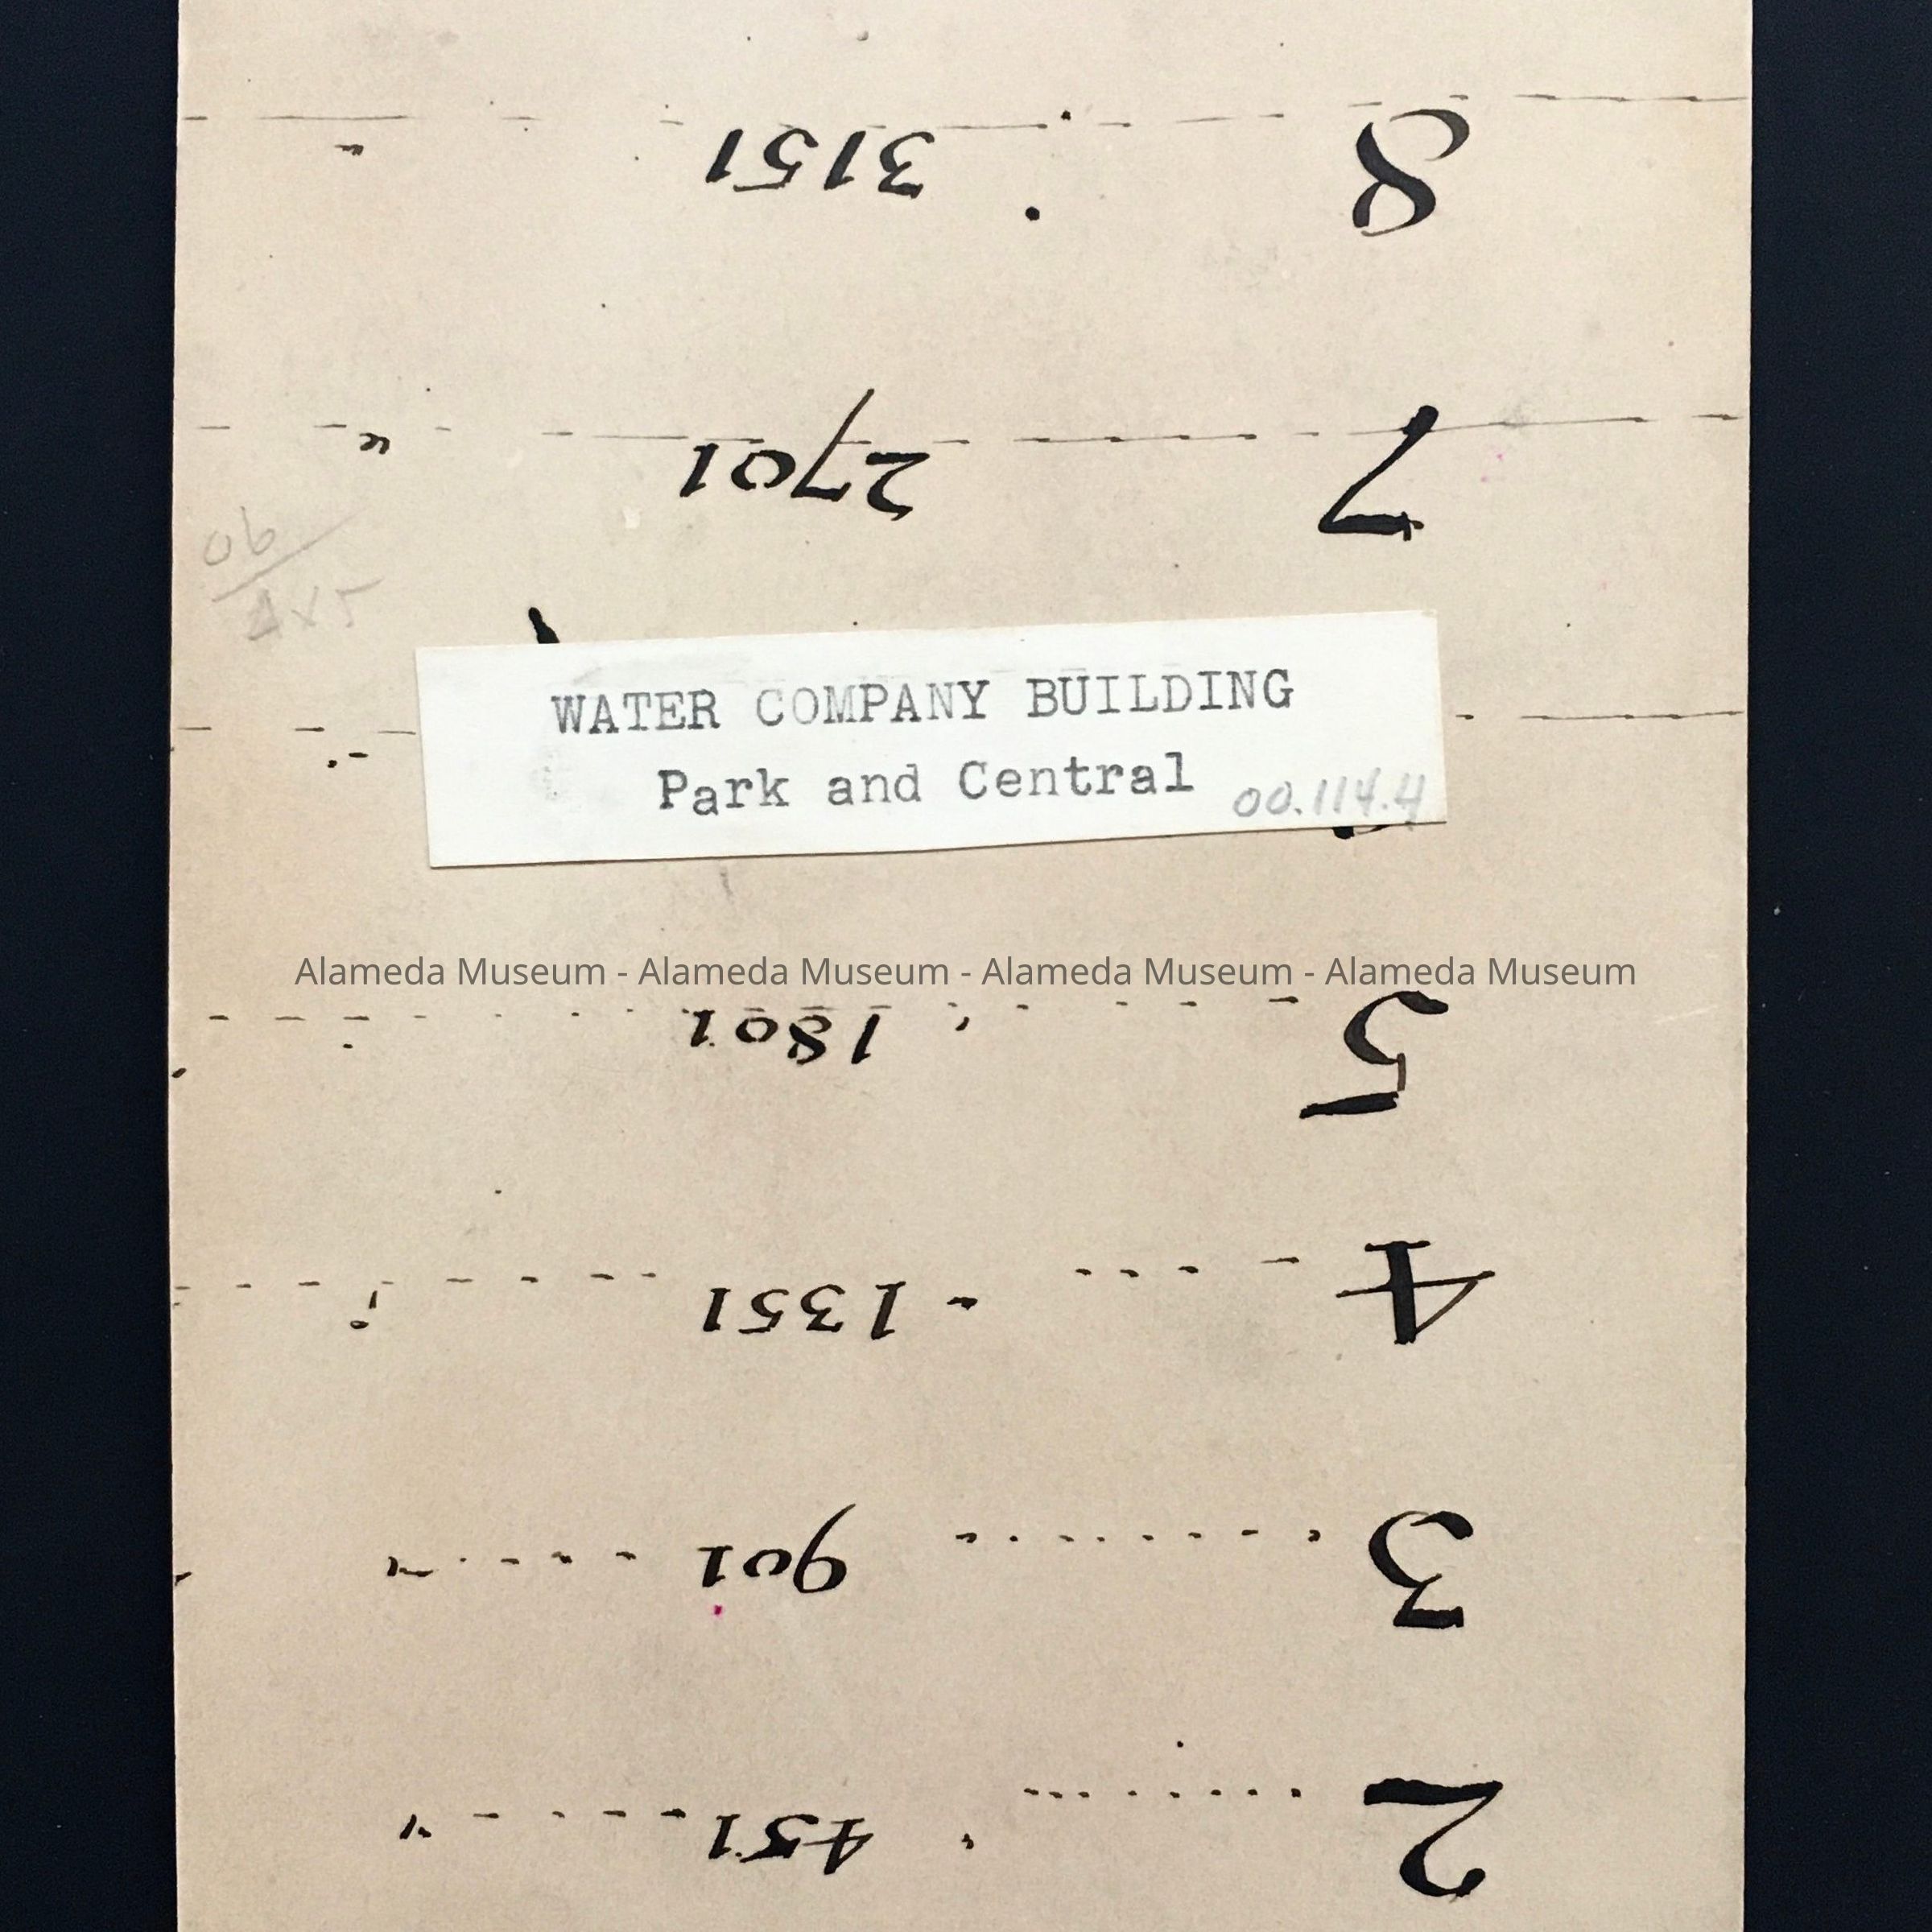 8 3151 "
7 2701 "
06/4x5
WATER COMPANY BUILDING
Park and Central
00.114.4
Alameda Museum - Alameda Museum - Alameda Museum - Alameda Museum
5 1801
4 1351
3 901 "
2 451 "